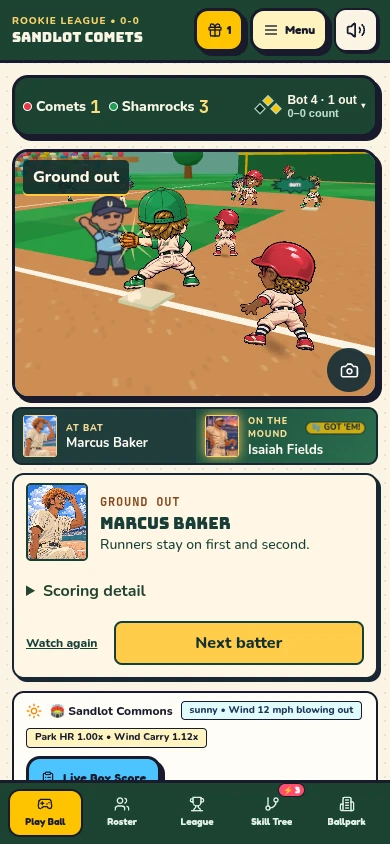 ROOKIE LEAGUE • 0-0
SANDLOT COMETS
1
Menu
Comets 1
Shamrocks 3
Bot 4 · 1 out
0-0 count
Ground out
U
OUT!
AT BAT
Marcus Baker
ON THE MOUND
GOT 'EM!
Isaiah Fields
GROUND OUT
MARCUS BAKER
Runners stay on first and second.
Scoring detail
Watch again
Next batter
Sandlot Commons
sunny • Wind 12 mph blowing out
Park HR 1.00x • Wind Carry 1.12x
Live Box Score
3
Play Ball
Roster
League
Skill Tree
Ballpark